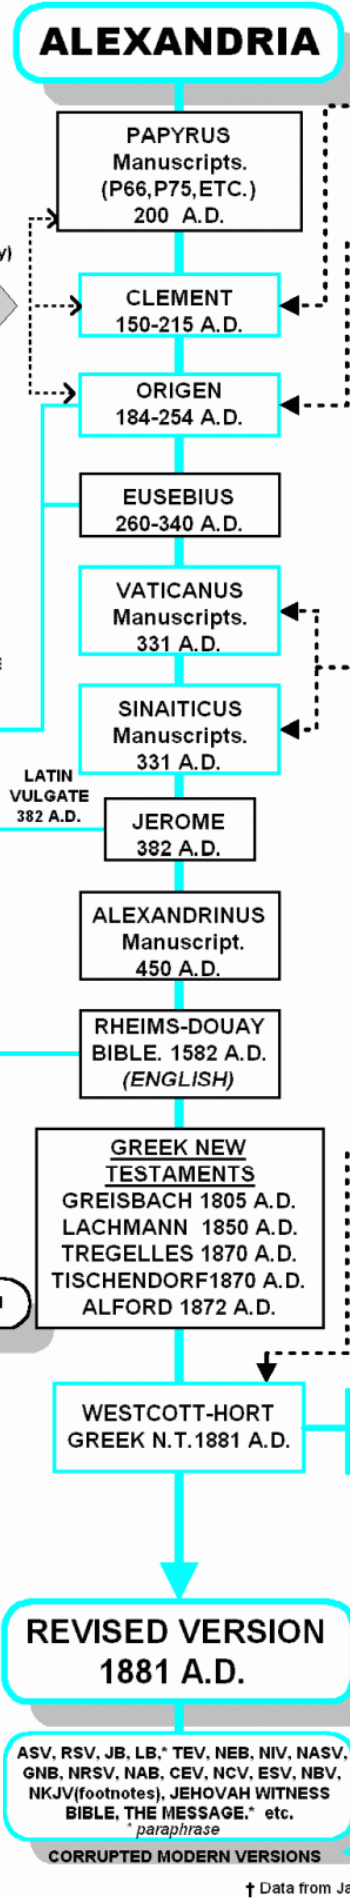 ALEXANDRIA
PAPYRUS
Manuscripts.
(P66,P75,ETC.)
200 A.D.
y)
CLEMENT
150-215 A.D.
ORIGEN
184-254 A.D.
EUSEBIUS
260-340 A.D.
VATICANUS
Manuscripts.
331 A.D.
SINAITICUS
Manuscripts.
331 A.D.
LATIN
VULGATE
382 A.D.
JEROME
382 A.D.
ALEXANDRINUS
Manuscript.
450 A.D.
RHEIMS-DOUAY
BIBLE. 1582 A.D.
(ENGLISH)
GREEK NEW
TESTAMENTS
GREISBACH 1805 A.D.
LACHMANN 1850 A.D.
TREGELLES 1870 A.D.
TISCHENDORF1870 A.D.
ALFORD 1872 A.D.
WESTCOTT-HORT
GREEK N.T.1881 A.D.
REVISED VERSION
1881 A.D.
ASV, RSV, JB, LB,* TEV, NEB, NIV, NASV,
GNB, NRSV, NAB, CEV, NCV, ESV, NBV,
NKJV(footnotes), JEHOVAH WITNESS
BIBLE, THE MESSAGE.* etc.
* paraphrase
CORRUPTED MODERN VERSIONS
† Data from Ja